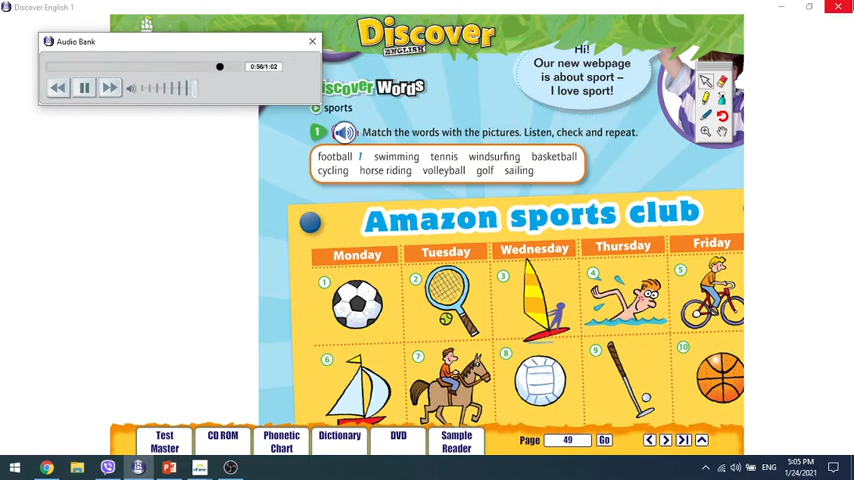 Discover English 1
Audio Bank
0:56/1:02
Discover
ENGLISH
Hi!
Our new webpage
is about sport –
I love sport!
iscover Words
sports
1 Match the words with the pictures. Listen, check and repeat.
football 1 swimming tennis windsurfing basketball
cycling horse riding volleyball golf sailing
Amazon sports club
Monday Tuesday Wednesday Thursday Friday
1 2 3 4 5
6 7 8 9 10
Test Master
CD ROM
Phonetic Chart
Dictionary
DVD
Sample Reader
Page 49 Go
ENG
5:05 PM
1/24/2021